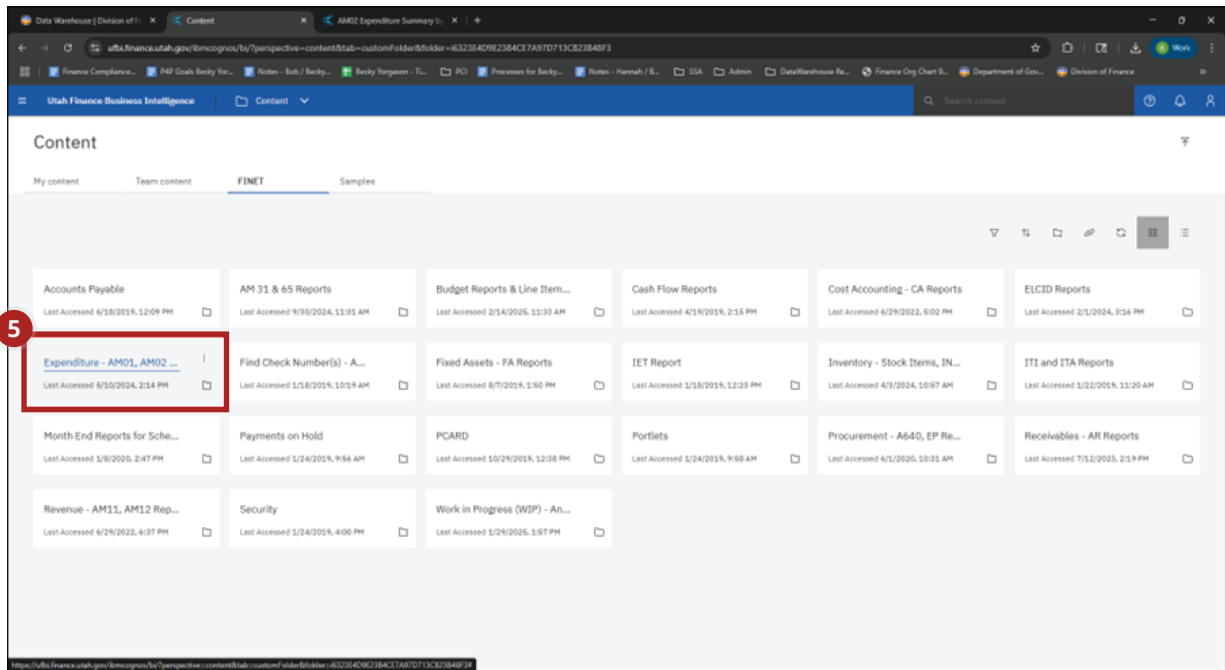 Data Warehouse | Division of Fi
Content
AM02 Expenditure Summary by
ufbi.finance.utah.gov/ibmcognos/bi/?perspective=content&tab=customFolder&folder=i6323E4D9E23B4CE7A97D713C823B48F3
Work
Finance Compliance...
P4P Goals Becky Yor...
Notes - Bob / Becky...
Becky Yorgason - Ti...
PCI
Processes for Becky...
Notes - Hannah / B...
SSA
Admin
DataWarehouse Re...
Finance Org Chart 9...
Department of Gov...
Division of Finance
Utah Finance Business Intelligence
Content
Search content
Content
My content
Team content
FINET
Samples
Accounts Payable
AM 31 & 65 Reports
Budget Reports & Line Item...
Cash Flow Reports
Cost Accounting - CA Reports
ELCID Reports
Last Accessed 6/18/2019, 12:09 PM
Last Accessed 9/30/2024, 11:31 AM
Last Accessed 2/14/2025, 11:33 AM
Last Accessed 4/19/2019, 2:15 PM
Last Accessed 6/29/2022, 5:02 PM
Last Accessed 2/1/2024, 3:16 PM
5
Expenditure - AM01, AM02 ...
Find Check Number(s) - A...
Fixed Assets - FA Reports
IET Report
Inventory - Stock Items, IN...
ITI and ITA Reports
Last Accessed 6/10/2024, 2:14 PM
Last Accessed 1/18/2019, 10:19 AM
Last Accessed 8/7/2019, 1:50 PM
Last Accessed 1/18/2019, 12:23 PM
Last Accessed 4/3/2024, 10:57 AM
Last Accessed 1/22/2019, 11:20 AM
Month End Reports for Sche...
Payments on Hold
PCARD
Portlets
Procurement - A640, EP Re...
Receivables - AR Reports
Last Accessed 1/8/2020, 2:47 PM
Last Accessed 1/24/2019, 9:56 AM
Last Accessed 10/29/2019, 12:38 PM
Last Accessed 1/24/2019, 9:58 AM
Last Accessed 6/1/2020, 10:31 AM
Last Accessed 7/12/2023, 2:19 PM
Revenue - AM11, AM12 Rep...
Security
Work in Progress (WIP) - An...
Last Accessed 6/29/2022, 6:37 PM
Last Accessed 1/24/2019, 4:00 PM
Last Accessed 1/29/2025, 1:57 PM